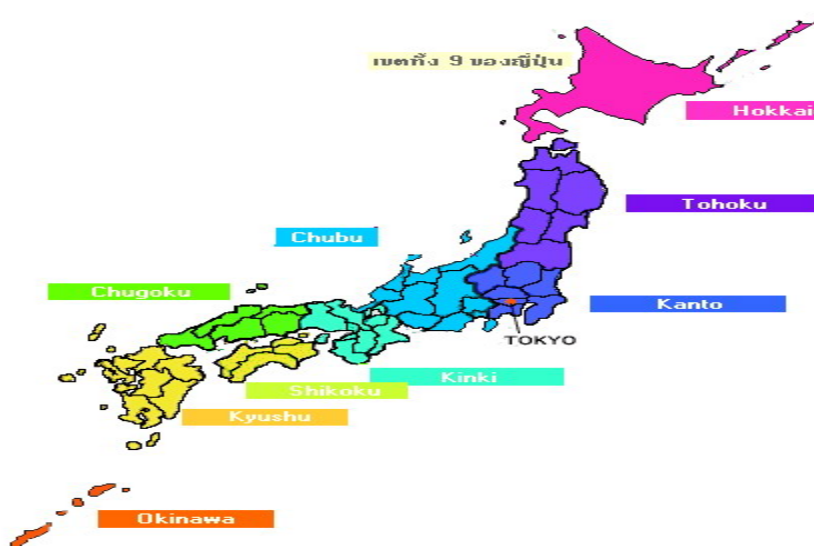 เขตทั้ง 9 ของญี่ปุ่น
Hokkai
Tohoku
Chubu
Chugoku
Kanto
TOKYO
Kinki
Shikoku
Kyushu
Okinawa